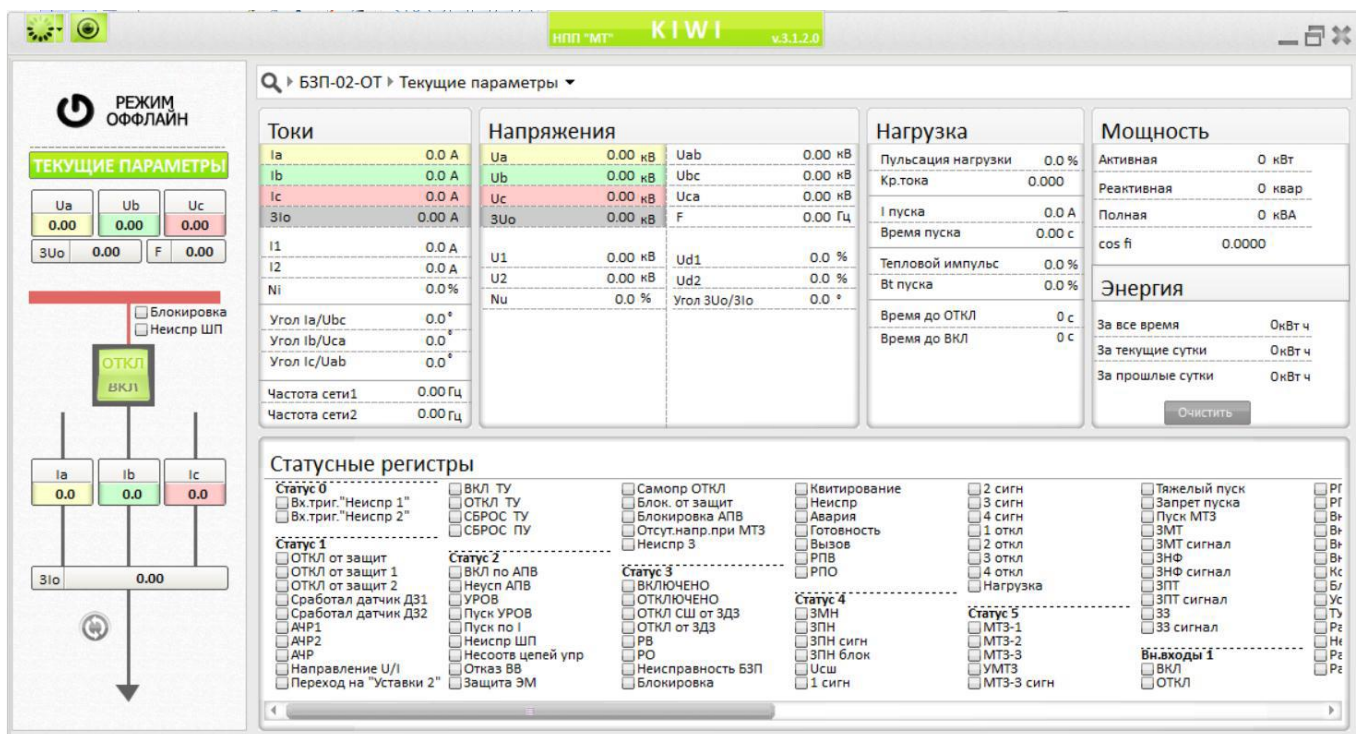 НПП "МТ" KIWI v.3.1.2.0
РЕЖИМ
ОФФЛАЙН
ТЕКУЩИЕ ПАРАМЕТРЫ
Ua Ub Uc
0.00 0.00 0.00
3Uo 0.00 F 0.00
Блокировка
Неиспр ШП
ОТКЛ
ВКЛ
Ia Ib Ic
0.0 0.0 0.0
3Io 0.00
БЗП-02-ОТ Текущие параметры
Токи
Ia 0.0 А
Ib 0.0 А
Ic 0.0 А
3Io 0.00 А
I1 0.0 А
I2 0.0 А
Ni 0.0 %
Угол Ia/Ubc 0.0 °
Угол Ib/Uca 0.0 °
Угол Ic/Uab 0.0 °
Частота сети1 0.00 Гц
Частота сети2 0.00 Гц
Напряжения
Ua 0.00 кВ Uab 0.00 кВ
Ub 0.00 кВ Ubc 0.00 кВ
Uc 0.00 кВ Uca 0.00 кВ
3Uo 0.00 кВ F 0.00 Гц
U1 0.00 кВ Ud1 0.0 %
U2 0.00 кВ Ud2 0.0 %
Nu 0.0 % Угол 3Uo/3Io 0.0 °
Нагрузка
Пульсация нагрузки 0.0 %
Кр.тока 0.000
I пуска 0.0 А
Время пуска 0.00 с
Тепловой импульс 0.0 %
Bt пуска 0.0 %
Время до ОТКЛ 0 с
Время до ВКЛ 0 с
Мощность
Активная 0 кВт
Реактивная 0 квар
Полная 0 кВА
cos fi 0.0000
Энергия
За все время 0кВт ч
За текущие сутки 0кВт ч
За прошлые сутки 0кВт ч
Очистить
Статусные регистры
Статус 0
Вх.триг."Неиспр 1"
Вх.триг."Неиспр 2"
Статус 1
ОТКЛ от защит
ОТКЛ от защит 1
ОТКЛ от защит 2
Сработал датчик ДЗ1
Сработал датчик ДЗ2
АЧР1
АЧР2
АЧР
Направление U/I
Переход на "Уставки 2"
ВКЛ ТУ
ОТКЛ ТУ
СБРОС ТУ
СБРОС ПУ
Статус 2
ВКЛ по АПВ
Неусп АПВ
УРОВ
Пуск УРОВ
Пуск по I
Неиспр ШП
Несоотв цепей упр
Отказ ВВ
Защита ЭМ
Самопр ОТКЛ
Блок. от защит
Блокировка АПВ
Отсут.напр.при МТЗ
Неиспр 3
Статус 3
ВКЛЮЧЕНО
ОТКЛЮЧЕНО
ОТКЛ СШ от ЗДЗ
ОТКЛ от ЗДЗ
РВ
РО
Неисправность БЗП
Блокировка
Квитирование
Неиспр
Авария
Готовность
Вызов
РПВ
РПО
Статус 4
ЗМН
ЗПН
ЗПН сигн
ЗПН блок
Uсш
1 сигн
2 сигн
3 сигн
4 сигн
1 откл
2 откл
3 откл
4 откл
Нагрузка
Статус 5
МТЗ-1
МТЗ-2
МТЗ-3
УМТЗ
МТЗ-3 сигн
Тяжелый пуск
Запрет пуска
Пуск МТЗ
ЗМТ
ЗМТ сигнал
ЗНФ
ЗНФ сигнал
ЗПТ
ЗПТ сигнал
ЗЗ
ЗЗ сигнал
Вн.входы 1
ВКЛ
ОТКЛ